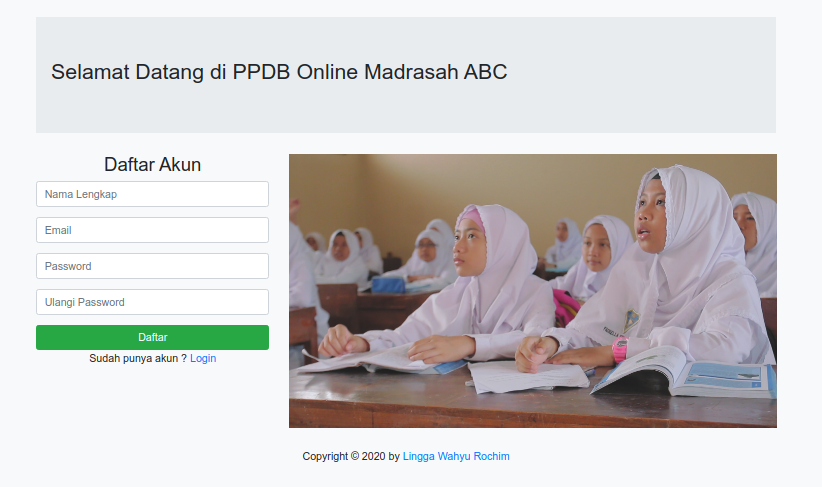 Selamat Datang di PPDB Online Madrasah ABC
Daftar Akun
Nama Lengkap
Email
Password
Ulangi Password
Daftar
Sudah punya akun ? Login
Copyright © 2020 by Lingga Wahyu Rochim